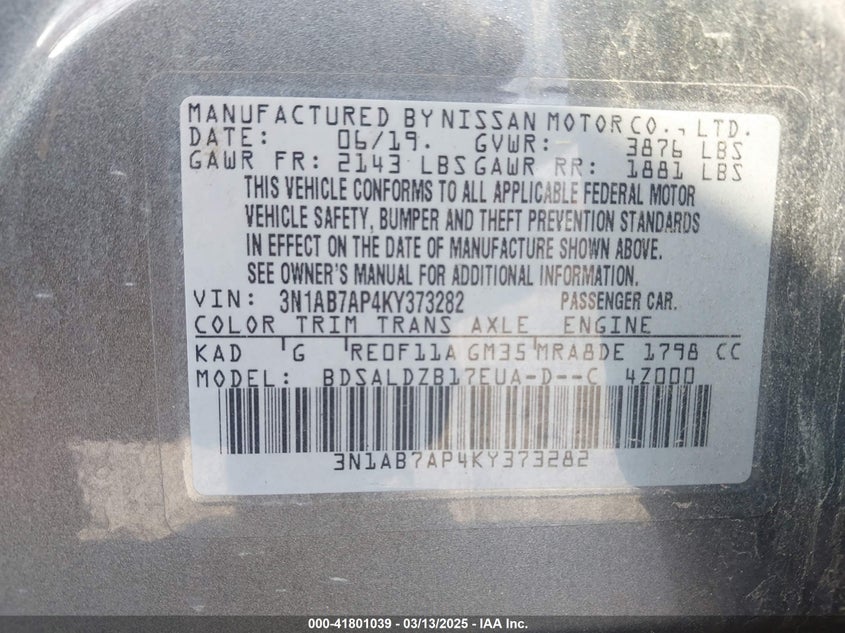 MANUFACTURED BY NISSAN MOTOR CO., LTD.
DATE: 06/19. GVWR: 3876 LBS
GAWR FR: 2143 LBS GAWR RR: 1881 LBS
THIS VEHICLE CONFORMS TO ALL APPLICABLE FEDERAL MOTOR
VEHICLE SAFETY, BUMPER AND THEFT PREVENTION STANDARDS
IN EFFECT ON THE DATE OF MANUFACTURE SHOWN ABOVE.
SEE OWNER'S MANUAL FOR ADDITIONAL INFORMATION.
VIN: 3N1AB7AP4KY373282 PASSENGER CAR.
COLOR TRIM TRANS AXLE ENGINE
KAD G RE0F11A GM35 MRA8DE 1798 CC
MODEL: BDSALDZB17EUA-D--C 4Z000
3N1AB7AP4KY373282
000-41801039 - 03/13/2025 - IAA Inc.